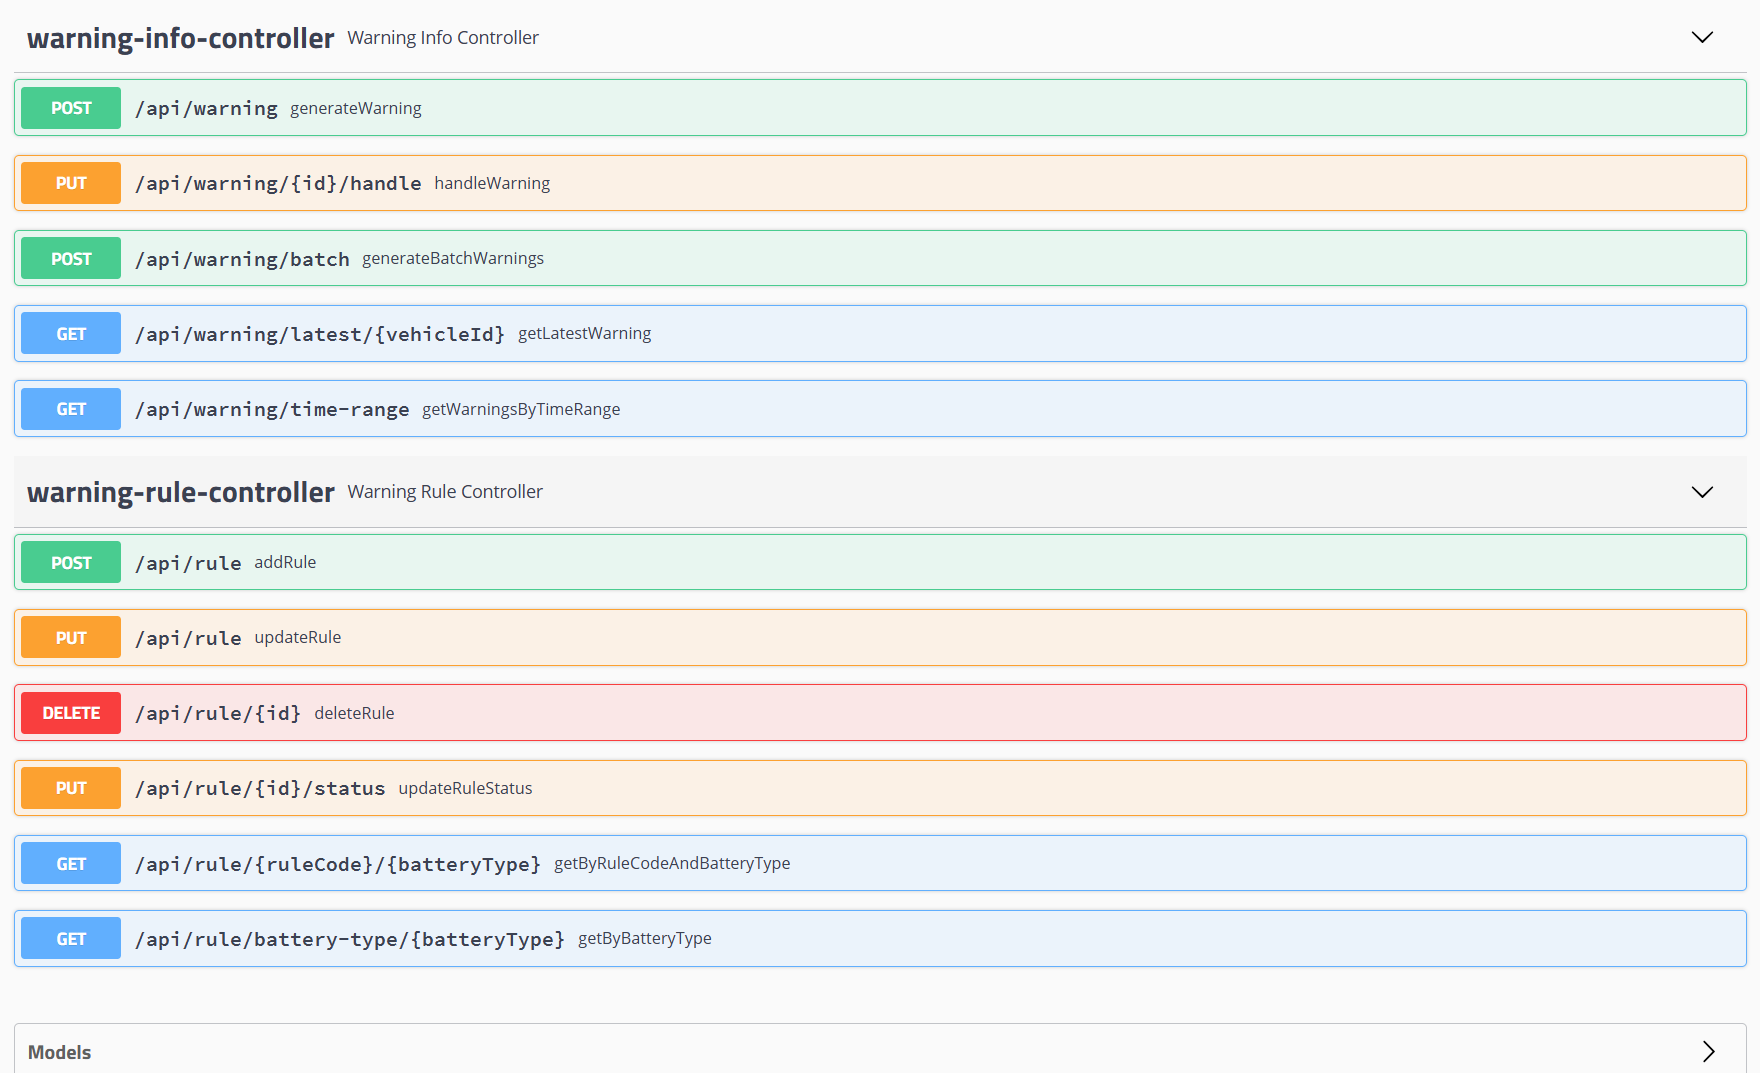 warning-info-controller Warning Info Controller
POST /api/warning generateWarning
PUT /api/warning/{id}/handle handleWarning
POST /api/warning/batch generateBatchWarnings
GET /api/warning/latest/{vehicleId} getLatestWarning
GET /api/warning/time-range getWarningsByTimeRange
warning-rule-controller Warning Rule Controller
POST /api/rule addRule
PUT /api/rule updateRule
DELETE /api/rule/{id} deleteRule
PUT /api/rule/{id}/status updateRuleStatus
GET /api/rule/{ruleCode}/{batteryType} getByRuleCodeAndBatteryType
GET /api/rule/battery-type/{batteryType} getByBatteryType
Models